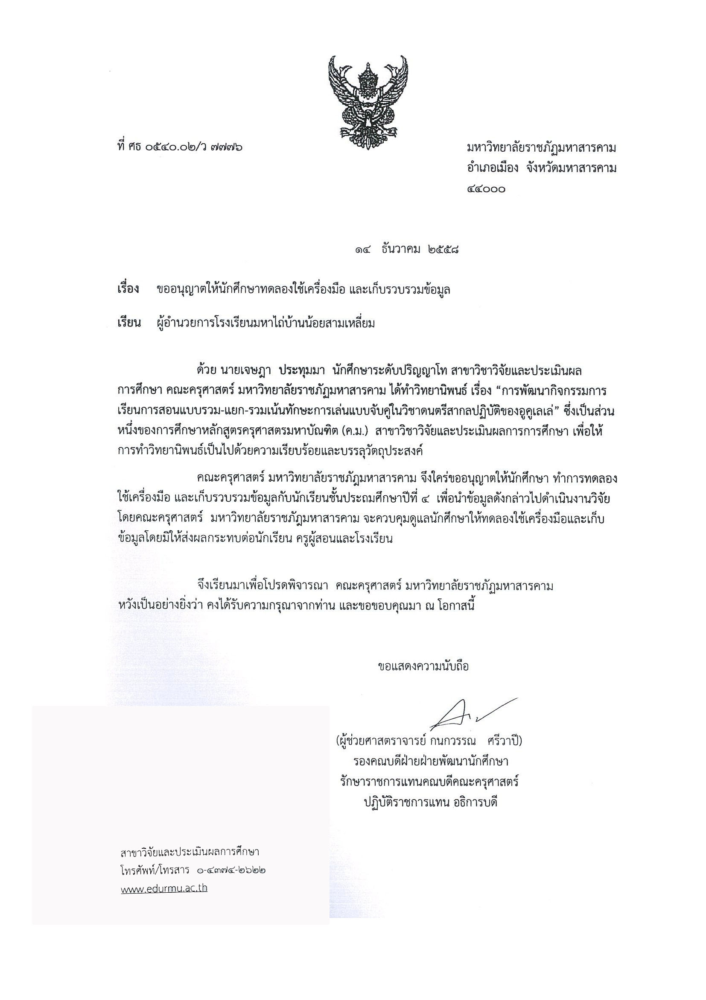 ที่ ศธ ๐๕๔๐.๐๒/ว ๗๗๗๖
มหาวิทยาลัยราชภัฏมหาสารคาม
อำเภอเมือง จังหวัดมหาสารคาม
๔๔๐๐๐
๑๔ ธันวาคม ๒๕๕๘
เรื่อง ขออนุญาตให้นักศึกษาทดลองใช้เครื่องมือ และเก็บรวบรวมข้อมูล
เรียน ผู้อำนวยการโรงเรียนมหาไถ่บ้านน้อยสามเหลี่ยม
ด้วย นายเจษฎา ประทุมมา นักศึกษาระดับปริญญาโท สาขาวิชาวิจัยและประเมินผล
การศึกษา คณะครุศาสตร์ มหาวิทยาลัยราชภัฏมหาสารคาม ได้ทำวิทยานิพนธ์ เรื่อง “การพัฒนากิจกรรมการ
เรียนการสอนแบบรวม-แยก-รวมเน้นทักษะการเล่นแบบจับคู่ในวิชาดนตรีสากลปฏิบัติของอูคูเลเล่” ซึ่งเป็นส่วน
หนึ่งของการศึกษาหลักสูตรครุศาสตรมหาบัณฑิต (ค.ม.) สาขาวิชาวิจัยและประเมินผลการการศึกษา เพื่อให้
การทำวิทยานิพนธ์เป็นไปด้วยความเรียบร้อยและบรรลุวัตถุประสงค์
คณะครุศาสตร์ มหาวิทยาลัยราชภัฏมหาสารคาม จึงใคร่ขออนุญาตให้นักศึกษา ทำการทดลอง
ใช้เครื่องมือ และเก็บรวบรวมข้อมูลกับนักเรียนชั้นประถมศึกษาปีที่ ๔ เพื่อนำข้อมูลดังกล่าวไปดำเนินงานวิจัย
โดยคณะครุศาสตร์ มหาวิทยาลัยราชภัฏมหาสารคาม จะควบคุมดูแลนักศึกษาให้ทดลองใช้เครื่องมือและเก็บ
ข้อมูลโดยมิให้ส่งผลกระทบต่อนักเรียน ครูผู้สอนและโรงเรียน
จึงเรียนมาเพื่อโปรดพิจารณา คณะครุศาสตร์ มหาวิทยาลัยราชภัฏมหาสารคาม
หวังเป็นอย่างยิ่งว่า คงได้รับความกรุณาจากท่าน และขอขอบคุณมา ณ โอกาสนี้
ขอแสดงความนับถือ
(ผู้ช่วยศาสตราจารย์ กนกวรรณ ศรีวาปี)
รองคณบดีฝ่ายฝ่ายพัฒนานักศึกษา
รักษาราชการแทนคณบดีคณะครุศาสตร์
ปฏิบัติราชการแทน อธิการบดี
สาขาวิจัยและประเมินผลการศึกษา
โทรศัพท์/โทรสาร ๐-๔๓๗๔-๒๖๒๒
www.edurmu.ac.th